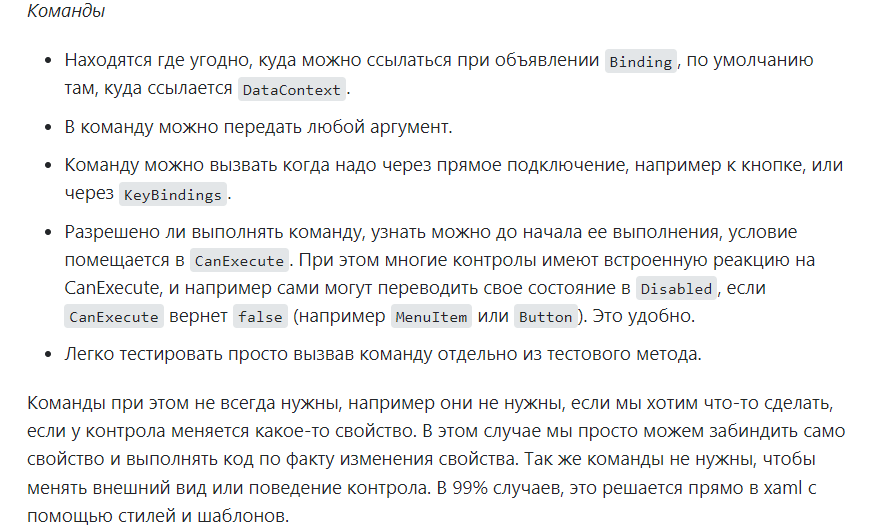 Команды
Находятся где угодно, куда можно ссылаться при объявлении Binding, по умолчанию
там, куда ссылается DataContext.
В команду можно передать любой аргумент.
Команду можно вызвать когда надо через прямое подключение, например к кнопке, или
через KeyBindings.
Разрешено ли выполнять команду, узнать можно до начала ее выполнения, условие
помещается в CanExecute. При этом многие контролы имеют встроенную реакцию на
CanExecute, и например сами могут переводить свое состояние в Disabled, если
CanExecute вернет false (например MenuItem или Button). Это удобно.
Легко тестировать просто вызвав команду отдельно из тестового метода.
Команды при этом не всегда нужны, например они не нужны, если мы хотим что-то сделать,
если у контрола меняется какое-то свойство. В этом случае мы просто можем забиндить само
свойство и выполнять код по факту изменения свойства. Так же команды не нужны, чтобы
менять внешний вид или поведение контрола. В 99% случаев, это решается прямо в xaml с
помощью стилей и шаблонов.